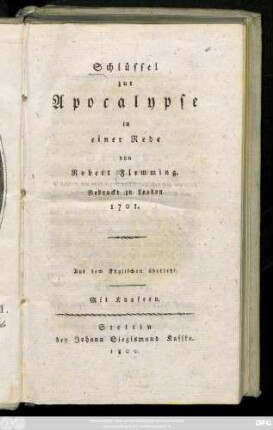 Schlüssel
zur
Apocalypse
in
einer Rede
von
Robert Flemming.
Gedruckt zu London
1701.
Aus dem Englischen übersetzt.
Mit Kupfern.
Stettin
bey Johann Siegismund Kaffke.
1800.